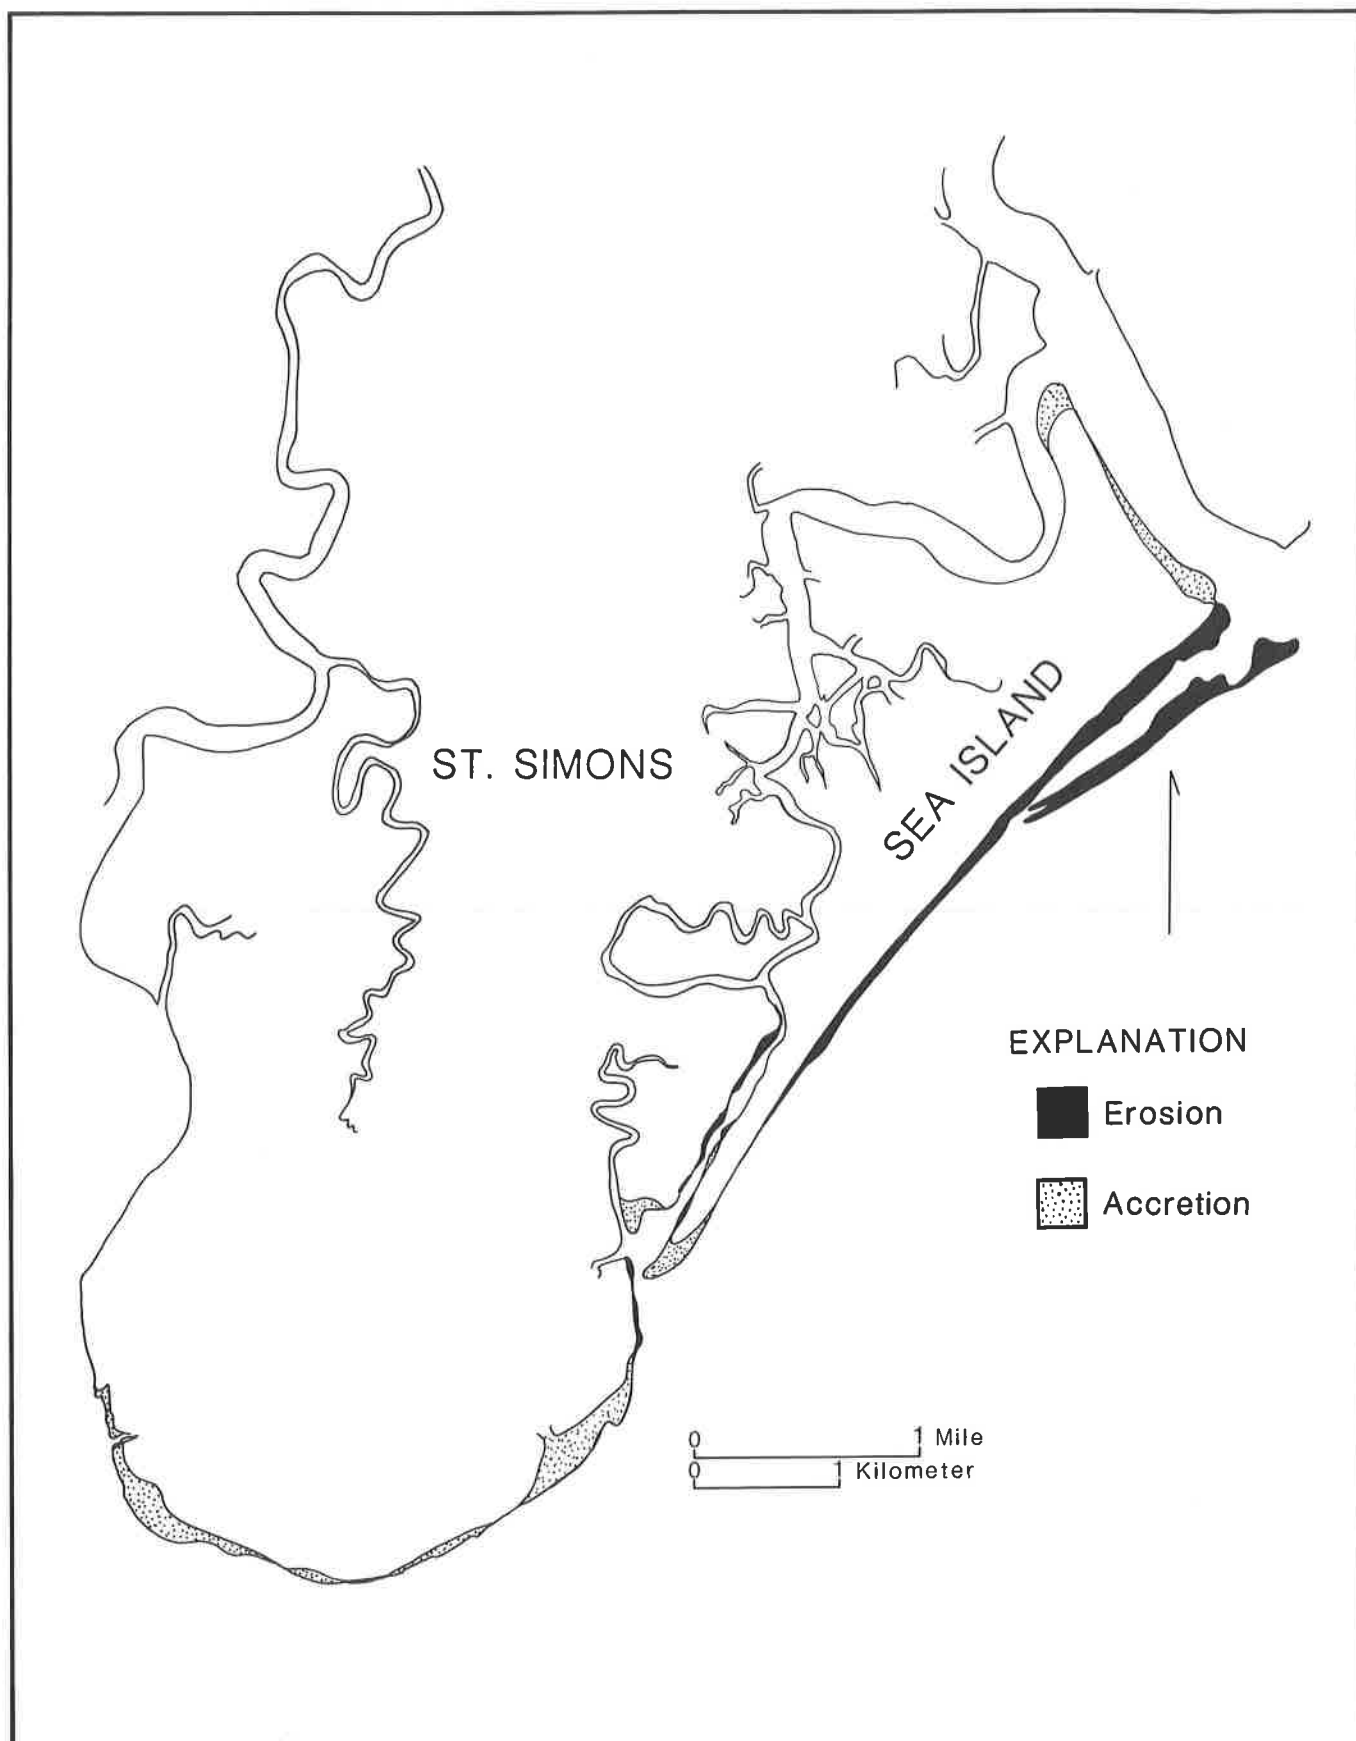 ST. SIMONS
SEA ISLAND
EXPLANATION
Erosion
Accretion
0 1 Mile
0 1 Kilometer